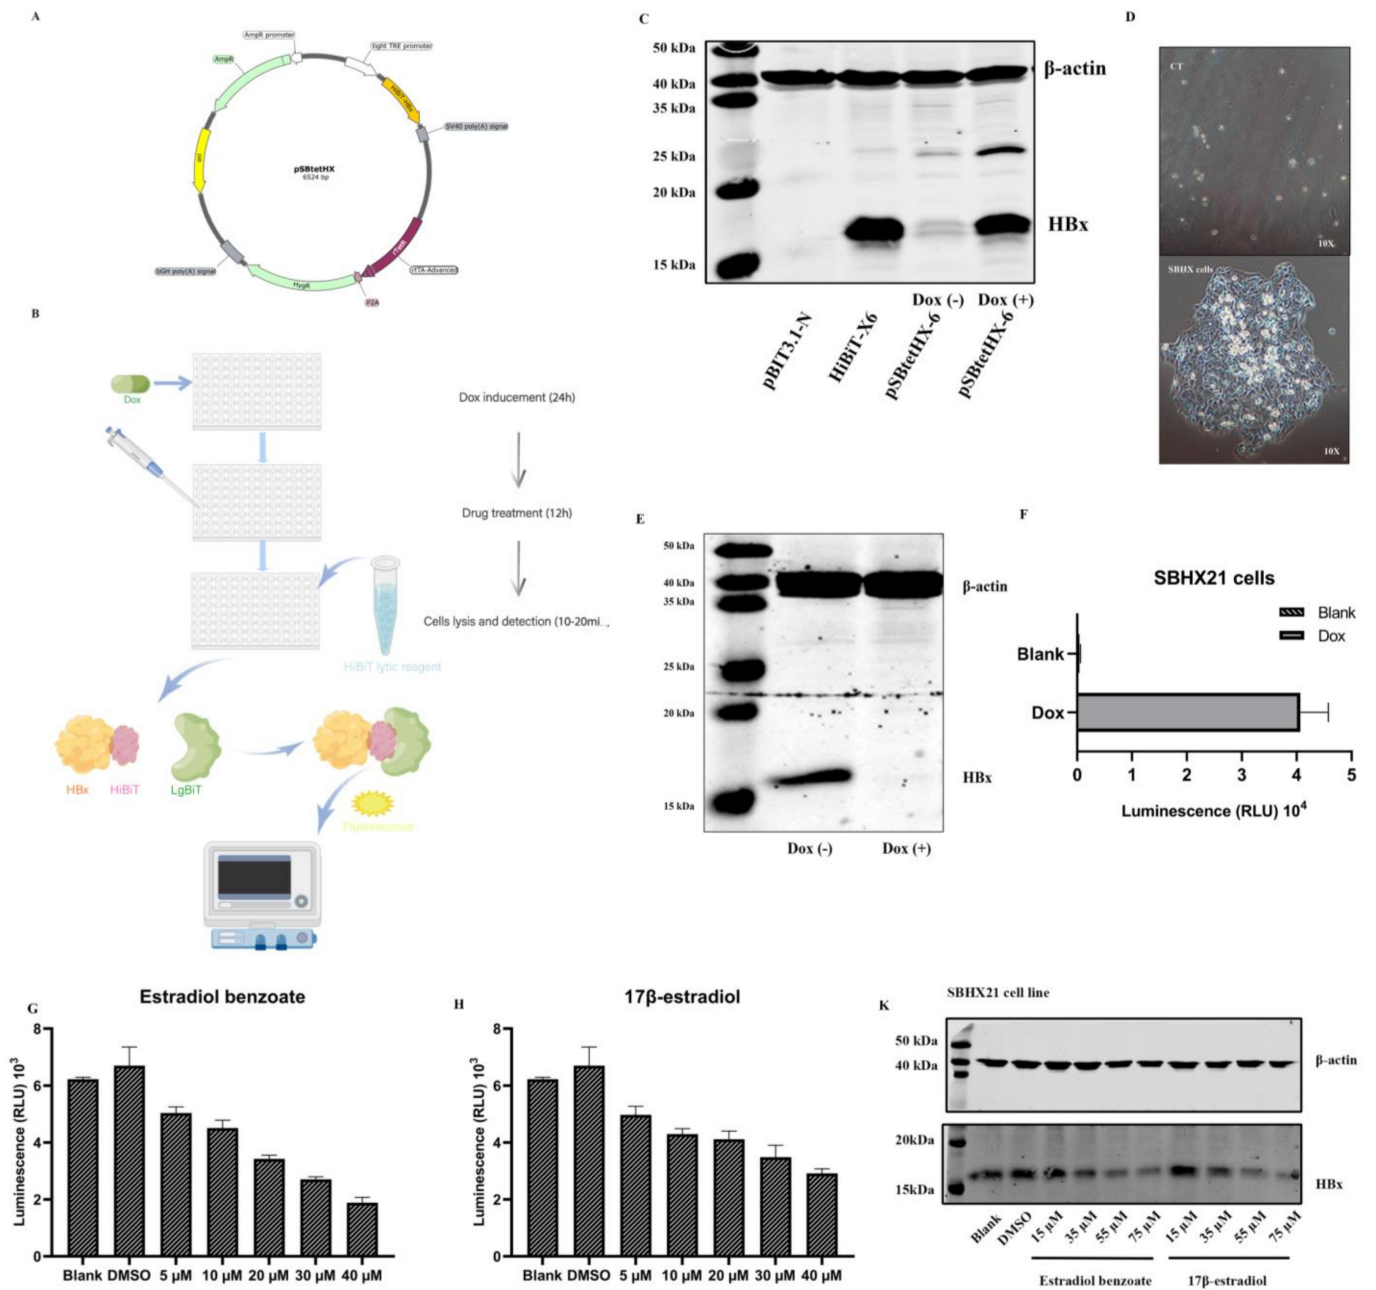 A
AmpR promoter
tight TRE promoter
AmpR
HiBiT-HBx
SV40 poly(A) signal
ori
pSBtetHX
6524 bp
rTetR
rtTA-Advanced
bGH poly(A) signal
HygR
P2A
B
Dox
Dox inducement (24h)
Drug treatment (12h)
Cells lysis and detection (10-20mi...
HiBiT lytic reagent
HBx HiBiT LgBiT
Fluorescence
C
50 kDa
β-actin
40 kDa
35 kDa
25 kDa
20 kDa
HBx
15 kDa
Dox (-) Dox (+)
pBIT3.1-N
HiBiT-X6
pSBtetHX-6
pSBtetHX-6
D
CT
10X
SBHX cells
10X
E
50 kDa
40 kDa
β-actin
35 kDa
25 kDa
20 kDa
HBx
15 kDa
Dox (-) Dox (+)
F
SBHX21 cells
Blank
Dox
Blank
Dox
0 1 2 3 4 5
Luminescence (RLU) 10⁴
G
Estradiol benzoate
Luminescence (RLU) 10³
8
6
4
2
0
Blank DMSO 5 μM 10 μM 20 μM 30 μM 40 μM
H
17β-estradiol
Luminescence (RLU) 10³
8
6
4
2
0
Blank DMSO 5 μM 10 μM 20 μM 30 μM 40 μM
K
SBHX21 cell line
50 kDa
40 kDa
β-actin
20kDa
15kDa
HBx
Blank DMSO 15 μM 35 μM 55 μM 75 μM 15 μM 35 μM 55 μM 75 μM
Estradiol benzoate 17β-estradiol